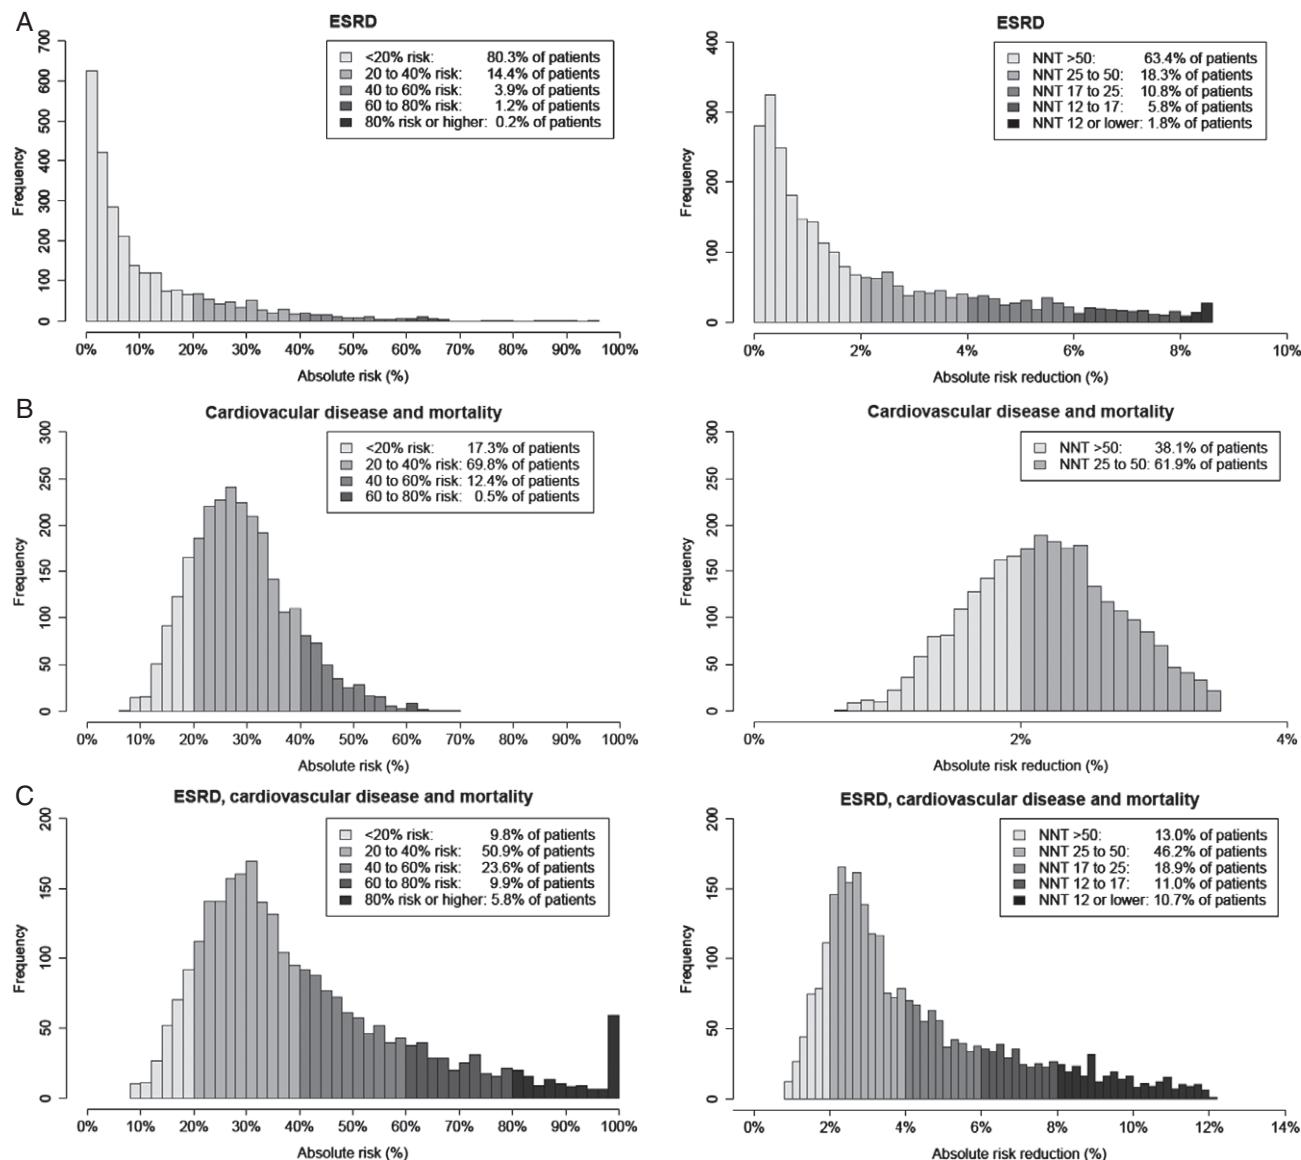 A
ESRD
<20% risk: 80.3% of patients
20 to 40% risk: 14.4% of patients
40 to 60% risk: 3.9% of patients
60 to 80% risk: 1.2% of patients
80% risk or higher: 0.2% of patients
Frequency
0 100 200 300 400 500 600 700
0% 10% 20% 30% 40% 50% 60% 70% 80% 90% 100%
Absolute risk (%)
ESRD
NNT >50: 63.4% of patients
NNT 25 to 50: 18.3% of patients
NNT 17 to 25: 10.8% of patients
NNT 12 to 17: 5.8% of patients
NNT 12 or lower: 1.8% of patients
Frequency
0 100 200 300 400
0% 2% 4% 6% 8% 10%
Absolute risk reduction (%)
B
Cardiovacular disease and mortality
<20% risk: 17.3% of patients
20 to 40% risk: 69.8% of patients
40 to 60% risk: 12.4% of patients
60 to 80% risk: 0.5% of patients
Frequency
0 50 100 150 200 250 300
0% 10% 20% 30% 40% 50% 60% 70% 80% 90% 100%
Absolute risk (%)
Cardiovascular disease and mortality
NNT >50: 38.1% of patients
NNT 25 to 50: 61.9% of patients
Frequency
0 50 100 150 200 250 300
0% 2% 4%
Absolute risk reduction (%)
C
ESRD, cardiovascular disease and mortality
<20% risk: 9.8% of patients
20 to 40% risk: 50.9% of patients
40 to 60% risk: 23.6% of patients
60 to 80% risk: 9.9% of patients
80% risk or higher: 5.8% of patients
Frequency
0 50 100 150 200
0% 10% 20% 30% 40% 50% 60% 70% 80% 90% 100%
Absolute risk (%)
ESRD, cardiovascular disease and mortality
NNT >50: 13.0% of patients
NNT 25 to 50: 46.2% of patients
NNT 17 to 25: 18.9% of patients
NNT 12 to 17: 11.0% of patients
NNT 12 or lower: 10.7% of patients
Frequency
0 50 100 150 200
0% 2% 4% 6% 8% 10% 12% 14%
Absolute risk reduction (%)